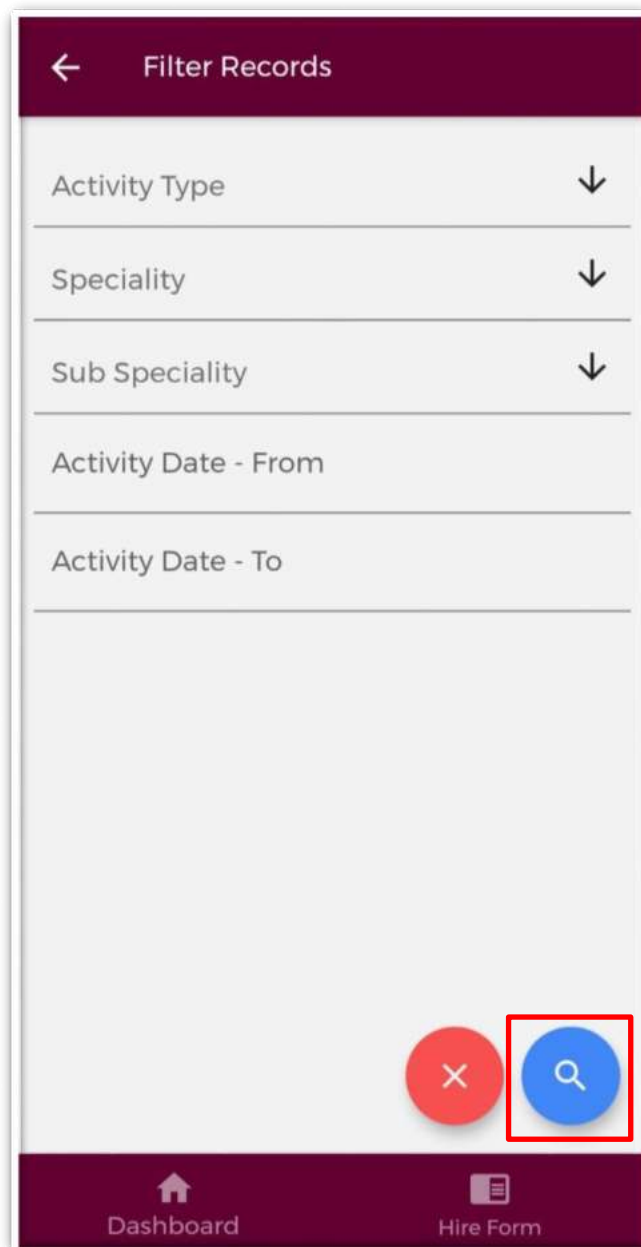 Filter Records
Activity Type
Speciality
Sub Speciality
Activity Date - From
Activity Date - To
Dashboard
Hire Form